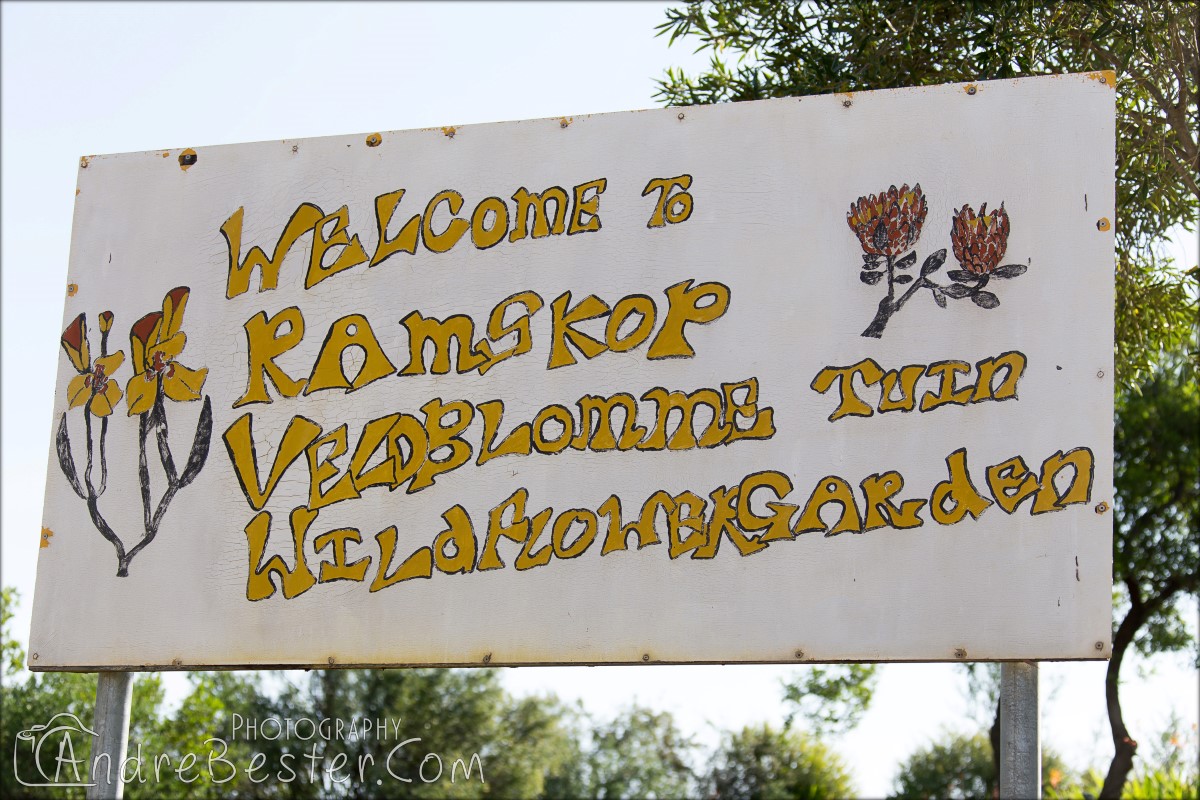 Welcome To
Ramskop
Veldblomme Tuin
Wildflower Garden
Photography
AndreBester.Com